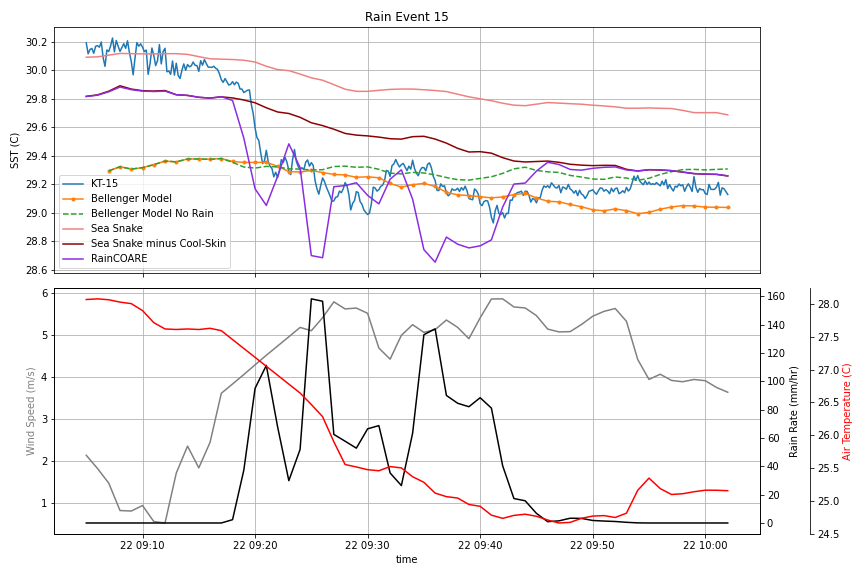 Rain Event 15
30.2
30.0
29.8
29.6
29.4
29.2
29.0
28.8
28.6
SST (C)
KT-15
Bellenger Model
Bellenger Model No Rain
Sea Snake
Sea Snake minus Cool-Skin
RainCOARE
6
5
4
3
2
1
Wind Speed (m/s)
160
140
120
100
80
60
40
20
0
Rain Rate (mm/hr)
28.0
27.5
27.0
26.5
26.0
25.5
25.0
24.5
Air Temperature (C)
22 09:10 22 09:20 22 09:30 22 09:40 22 09:50 22 10:00
time